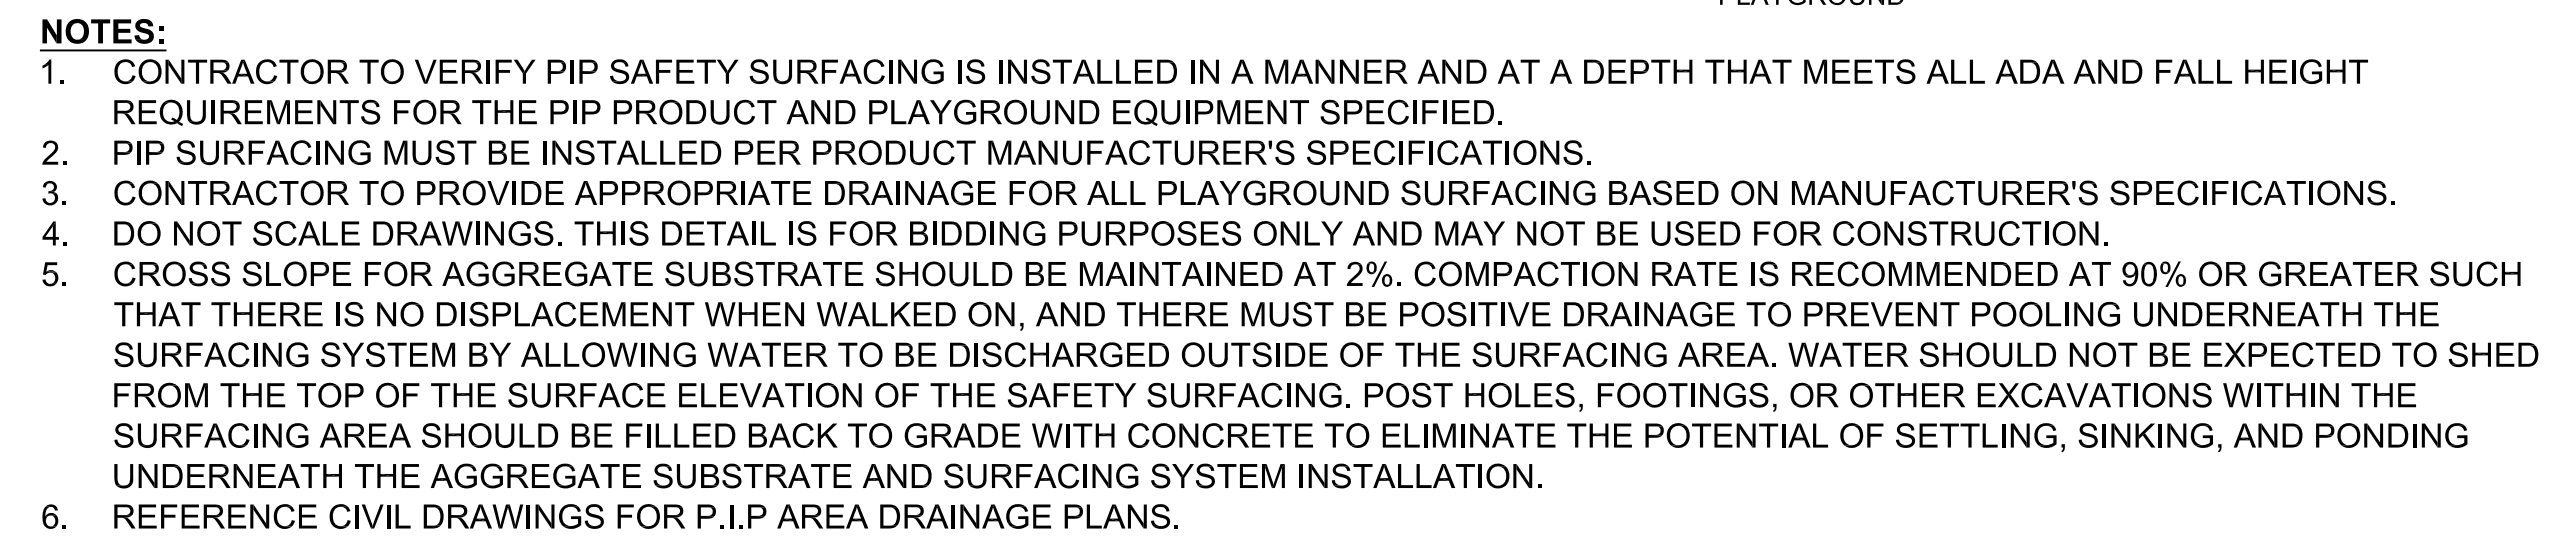 PLAYGROUND
NOTES:
1. CONTRACTOR TO VERIFY PIP SAFETY SURFACING IS INSTALLED IN A MANNER AND AT A DEPTH THAT MEETS ALL ADA AND FALL HEIGHT
REQUIREMENTS FOR THE PIP PRODUCT AND PLAYGROUND EQUIPMENT SPECIFIED.
2. PIP SURFACING MUST BE INSTALLED PER PRODUCT MANUFACTURER'S SPECIFICATIONS.
3. CONTRACTOR TO PROVIDE APPROPRIATE DRAINAGE FOR ALL PLAYGROUND SURFACING BASED ON MANUFACTURER'S SPECIFICATIONS.
4. DO NOT SCALE DRAWINGS. THIS DETAIL IS FOR BIDDING PURPOSES ONLY AND MAY NOT BE USED FOR CONSTRUCTION.
5. CROSS SLOPE FOR AGGREGATE SUBSTRATE SHOULD BE MAINTAINED AT 2%. COMPACTION RATE IS RECOMMENDED AT 90% OR GREATER SUCH
THAT THERE IS NO DISPLACEMENT WHEN WALKED ON, AND THERE MUST BE POSITIVE DRAINAGE TO PREVENT POOLING UNDERNEATH THE
SURFACING SYSTEM BY ALLOWING WATER TO BE DISCHARGED OUTSIDE OF THE SURFACING AREA. WATER SHOULD NOT BE EXPECTED TO SHED
FROM THE TOP OF THE SURFACE ELEVATION OF THE SAFETY SURFACING. POST HOLES, FOOTINGS, OR OTHER EXCAVATIONS WITHIN THE
SURFACING AREA SHOULD BE FILLED BACK TO GRADE WITH CONCRETE TO ELIMINATE THE POTENTIAL OF SETTLING, SINKING, AND PONDING
UNDERNEATH THE AGGREGATE SUBSTRATE AND SURFACING SYSTEM INSTALLATION.
6. REFERENCE CIVIL DRAWINGS FOR P.I.P AREA DRAINAGE PLANS.